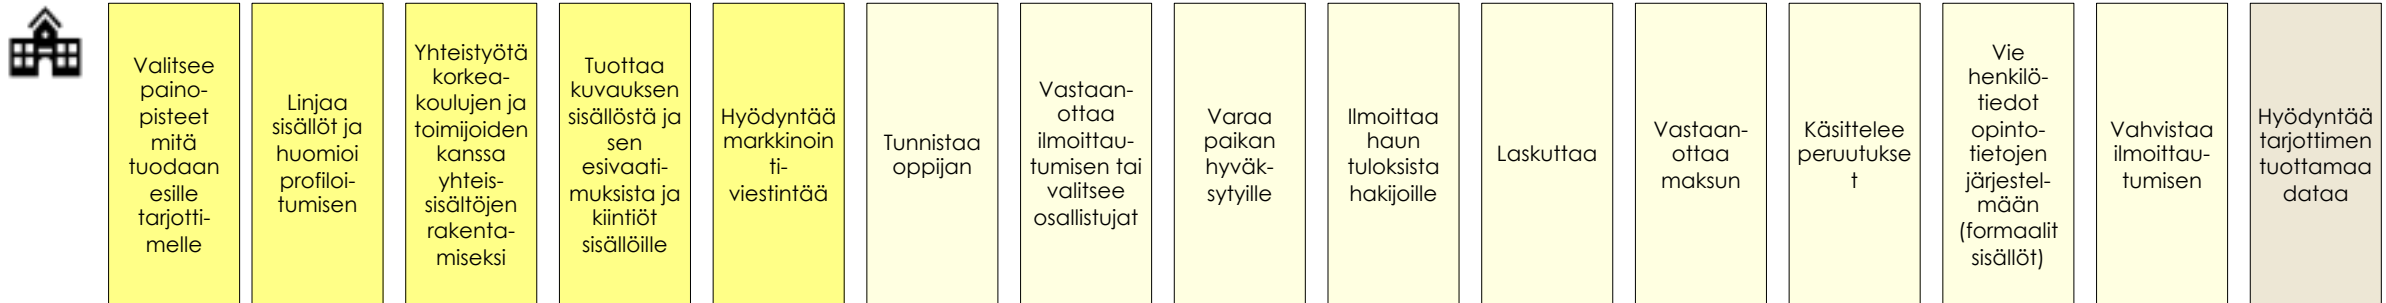 Valitsee
paino-
pisteet
mitä
tuodaan
esille
tarjotti-
melle
Linjaa
sisällöt ja
huomioi
profiloi-
tumisen
Yhteistyötä
korkea-
koulujen ja
toimijoiden
kanssa
yhteis-
sisältöjen
rakenta-
miseksi
Tuottaa
kuvauksen
sisällöstä ja
sen
esivaati-
muksista ja
kiintiöt
sisällöille
Hyödyntää
markkinoin
ti-
viestintää
Tunnistaa
oppijan
Vastaan-
ottaa
ilmoittau-
tumisen tai
valitsee
osallistujat
Varaa
paikan
hyväk-
sytyille
Ilmoittaa
haun
tuloksista
hakijoille
Laskuttaa
Vastaan-
ottaa
maksun
Käsittelee
peruutukse
t
Vie
henkilö-
tiedot
opinto-
tietojen
järjestel-
mään
(formaalit
sisällöt)
Vahvistaa
ilmoittau-
tumisen
Hyödyntää
tarjottimen
tuottamaa
dataa